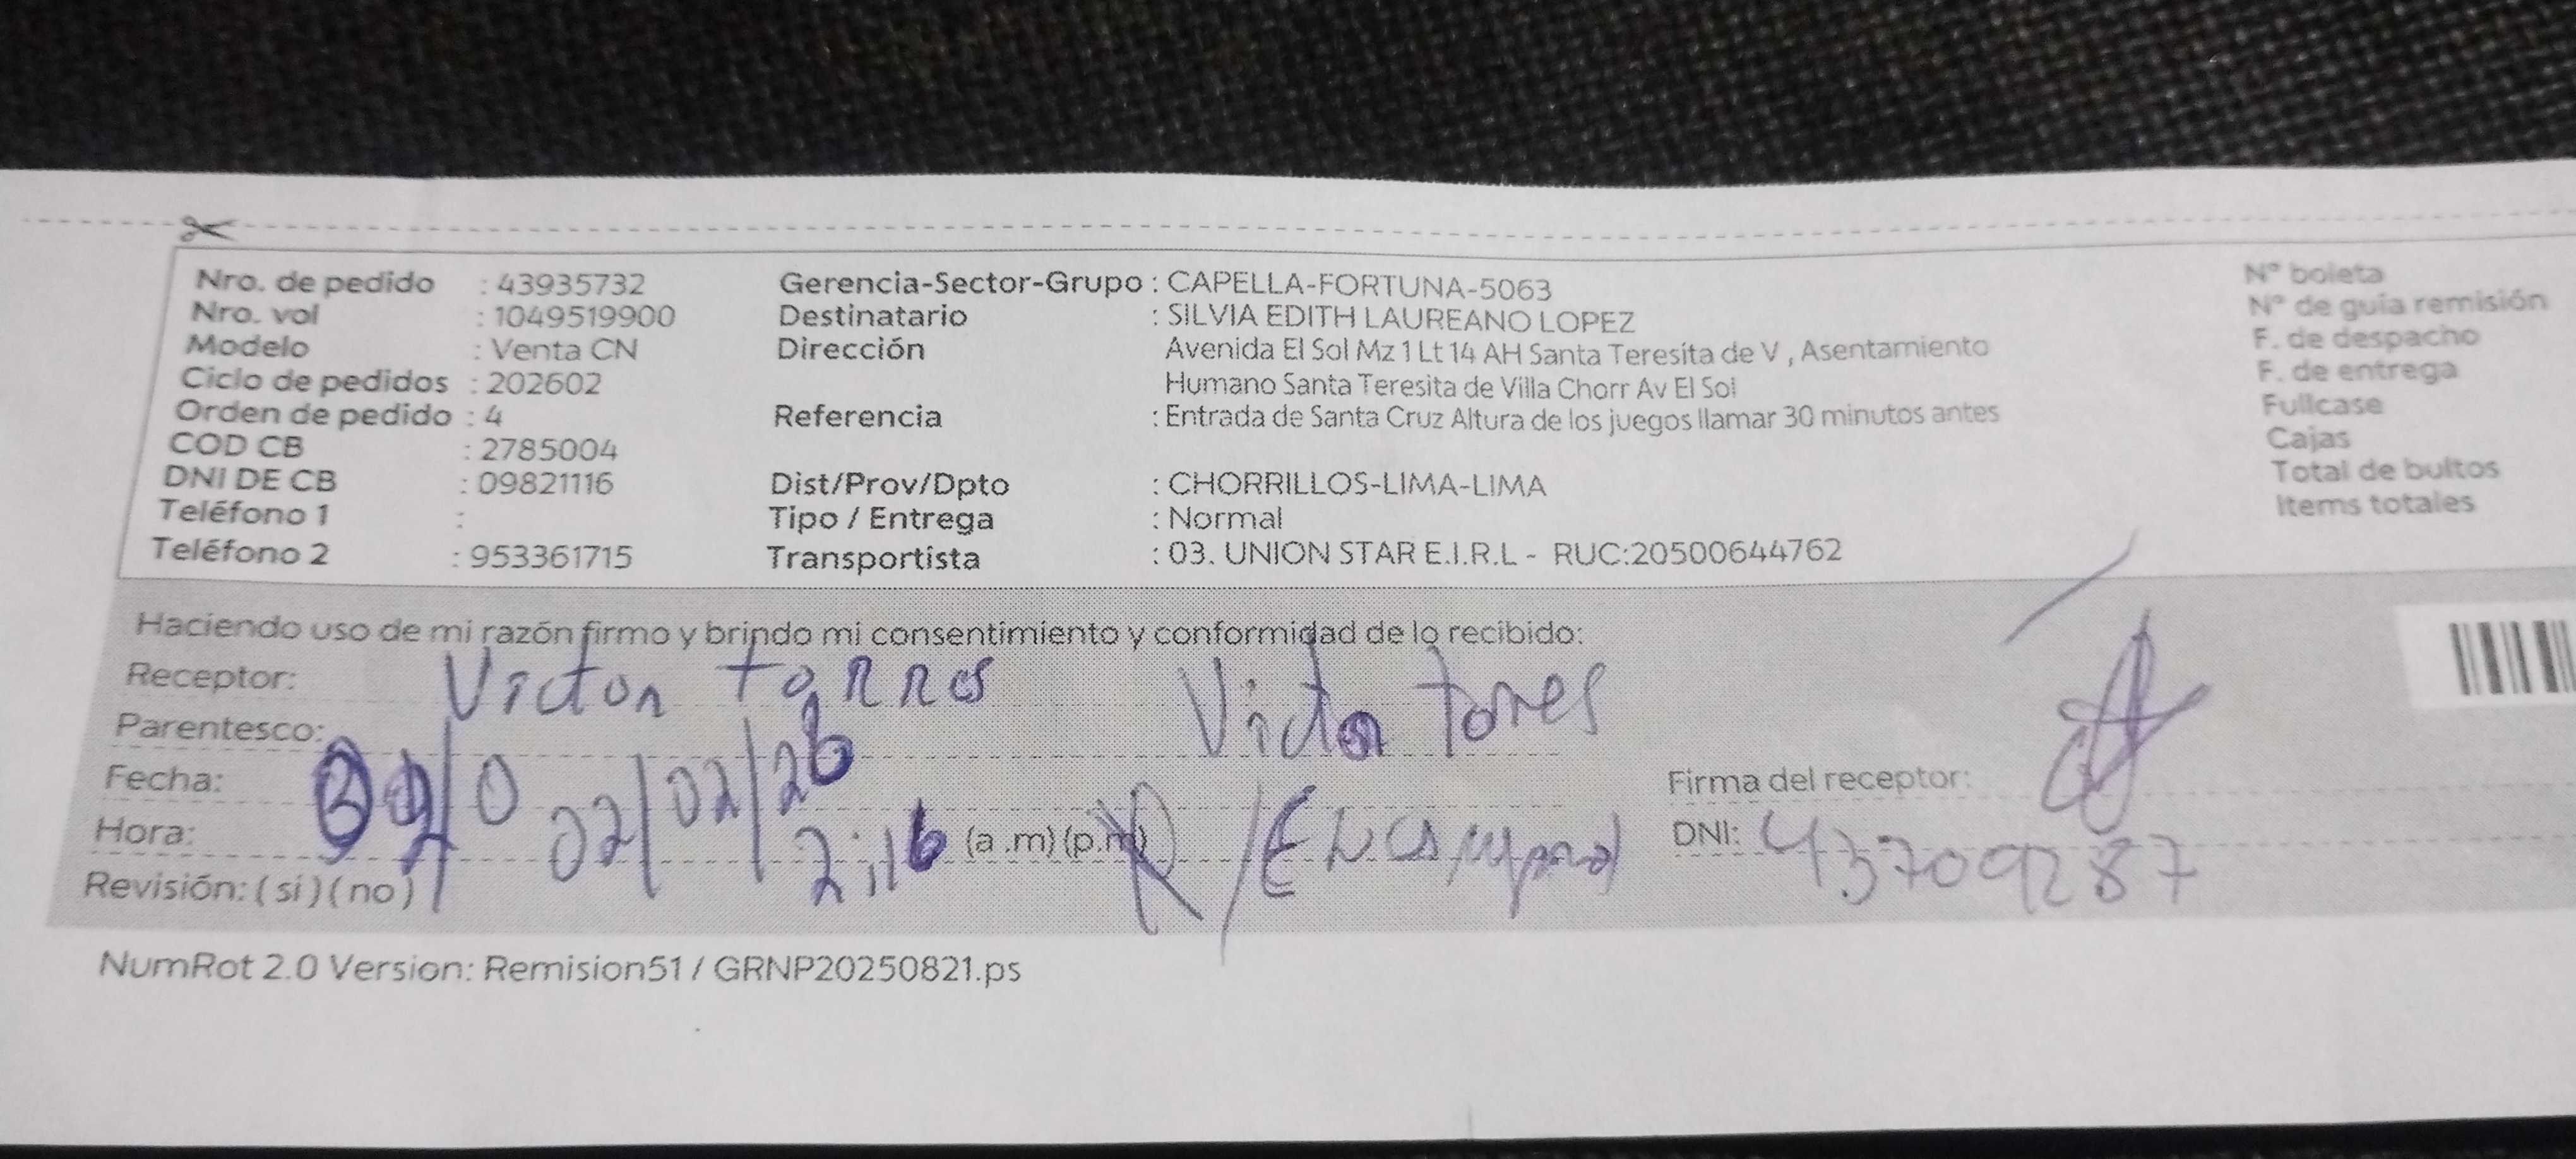 Nro. de pedido : 43935732 Gerencia-Sector-Grupo : CAPELLA-FORTUNA-5063 N° boleta
Nro. vol : 1049519900 Destinatario : SILVIA EDITH LAUREANO LOPEZ N° de guía remisión
Modelo : Venta CN Dirección Avenida El Sol Mz 1 Lt 14 AH Santa Teresita de V , Asentamiento F. de despacho
Ciclo de pedidos : 202602 Humano Santa Teresita de Villa Chorr Av El Sol F. de entrega
Orden de pedido : 4 Referencia : Entrada de Santa Cruz Altura de los juegos llamar 30 minutos antes Fullcase
COD CB : 2785004 Cajas
DNI DE CB : 09821116 Dist/Prov/Dpto : CHORRILLOS-LIMA-LIMA Total de bultos
Teléfono 1 : Tipo / Entrega : Normal Items totales
Teléfono 2 : 953361715 Transportista : 03. UNION STAR E.I.R.L - RUC:20500644762
Haciendo uso de mi razón firmo y brindo mi consentimiento y conformidad de lo recibido:
Receptor: Victor Victor Torres
Parentesco:
Fecha: 02/02/26 Firma del receptor:
Hora: 2:16 (a .m) (p.m) DNI: 43709287
Revisión: ( si ) ( no )
NumRot 2.0 Version: Remision51 / GRNP20250821.ps